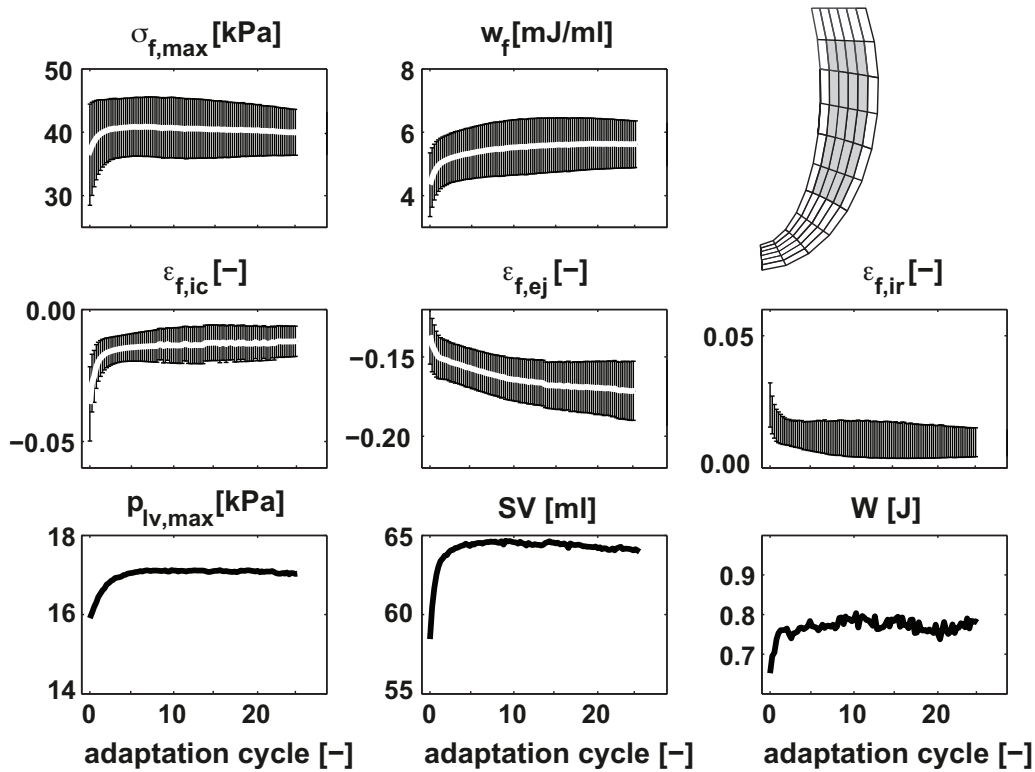 σf,max [kPa]
wf [mJ/ml]
50
40
30
8
6
4
εf,ic [−]
εf,ej [−]
εf,ir [−]
0.00
−0.05
−0.15
−0.20
0.05
0.00
plv,max [kPa]
SV [ml]
W [J]
18
16
14
65
60
55
0.9
0.8
0.7
0 10 20
0 10 20
0 10 20
adaptation cycle [−]
adaptation cycle [−]
adaptation cycle [−]